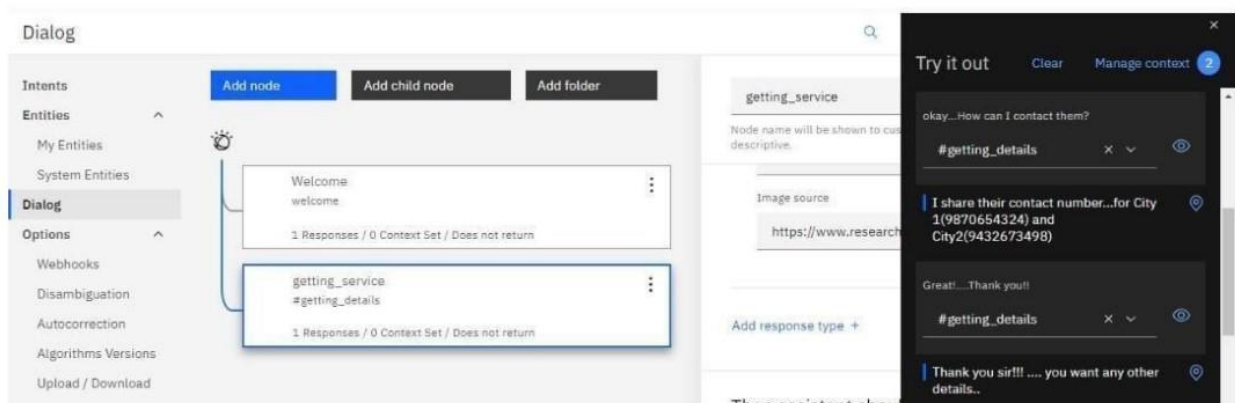 Dialog
Intents
Entities
My Entities
System Entities
Dialog
Options
Webhooks
Disambiguation
Autocorrection
Algorithms Versions
Upload / Download
Add node
Add child node
Add folder
Welcome
welcome
1 Responses / 0 Context Set / Does not return
getting_service
#getting_details
1 Responses / 0 Context Set / Does not return
getting_service
Node name will be shown to cus
descriptive.
Image source
https://www.research
Add response type +
Try it out
Clear
Manage context 2
okay...How can I contact them?
#getting_details
I share their contact number...for City
1(9870654324) and
City2(9432673498)
Great!....Thank you!!
#getting_details
Thank you sir!!! .... you want any other
details..